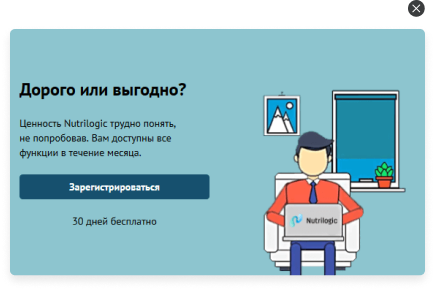 Дорого или выгодно?
Ценность Nutrilogic трудно понять,
не попробовав. Вам доступны все
функции в течение месяца.
Зарегистрироваться
30 дней бесплатно
Nutrilogic